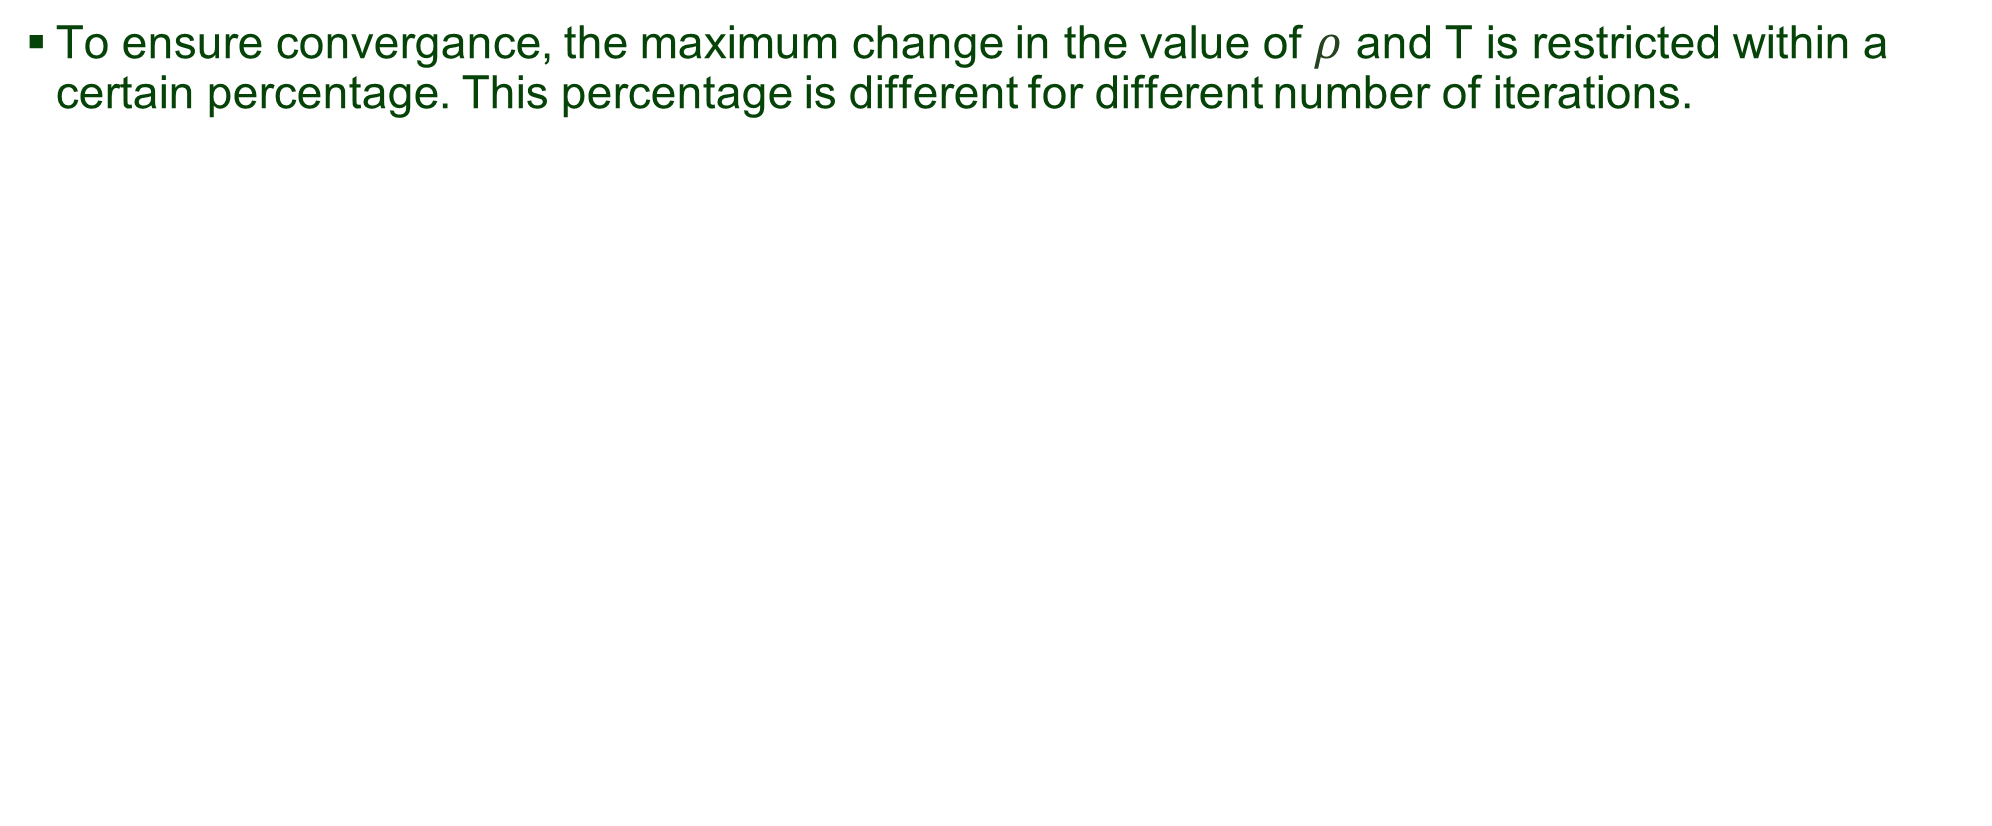 ▪ To ensure convergance, the maximum change in the value of ρ and T is restricted within a
certain percentage. This percentage is different for different number of iterations.